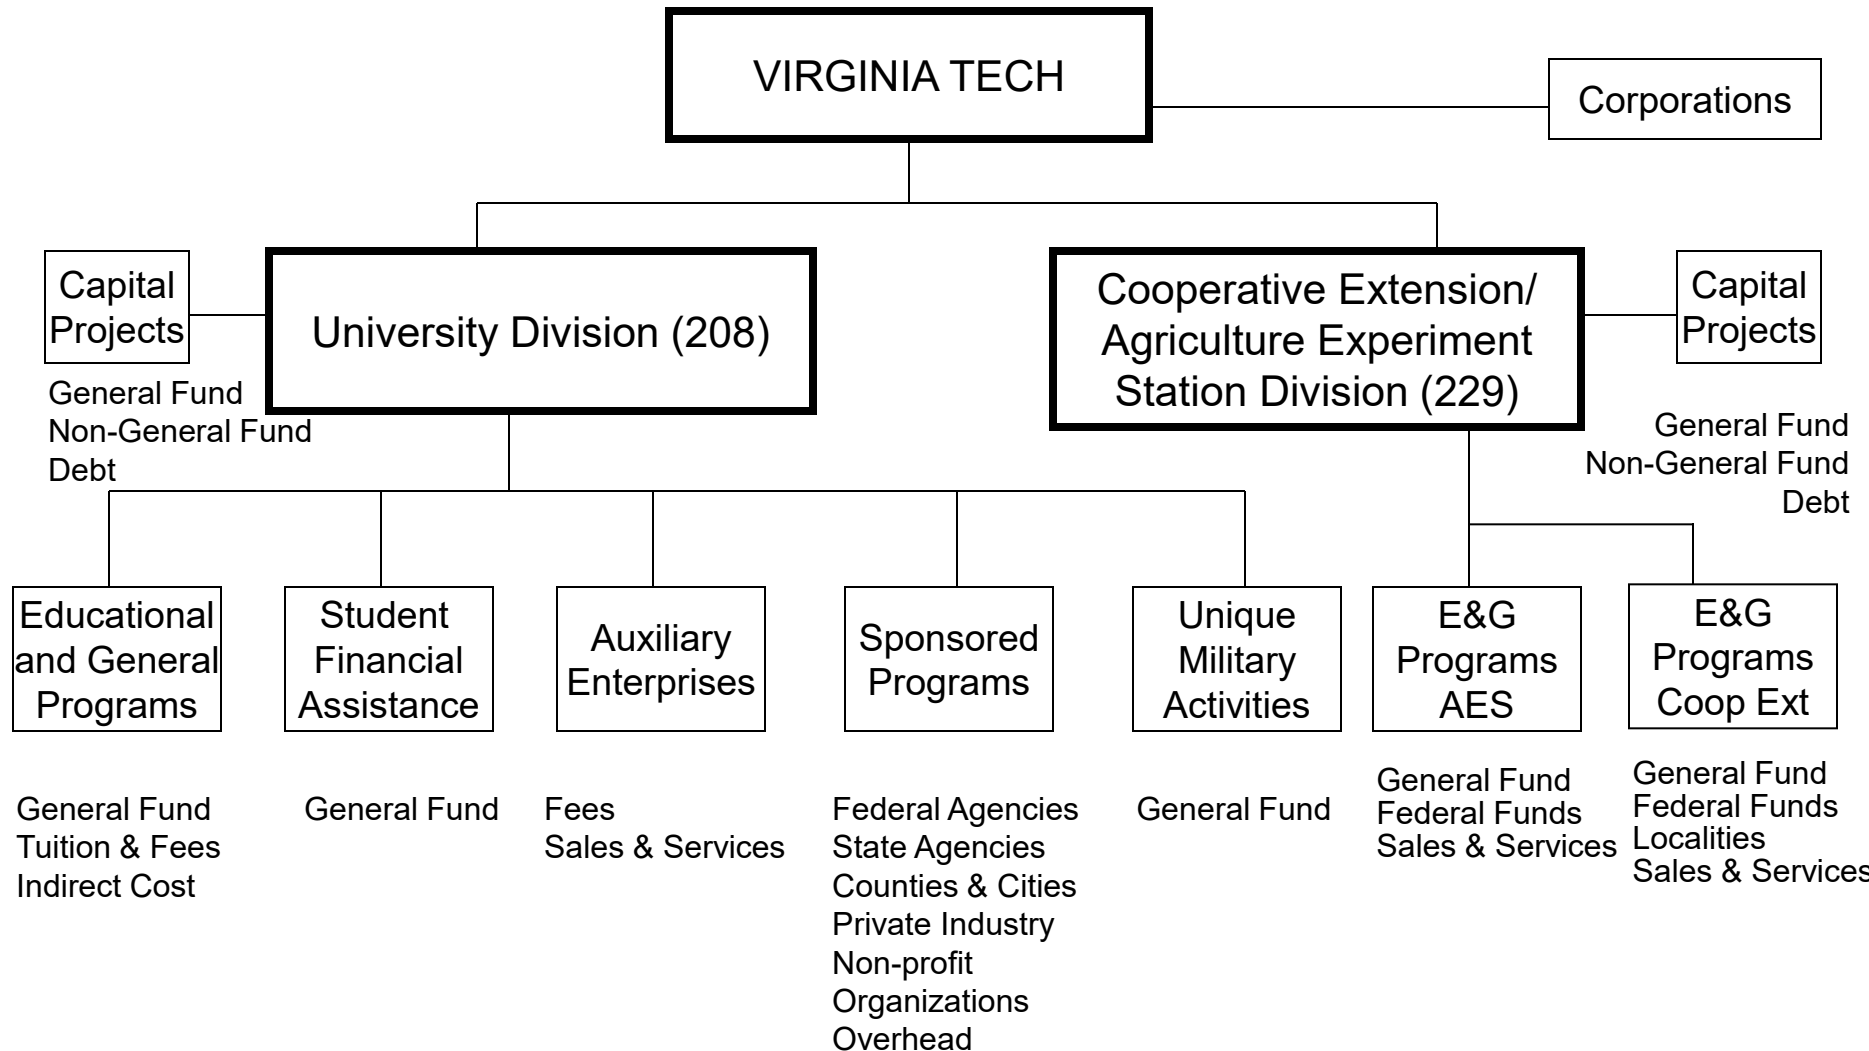 VIRGINIA TECH
Corporations
Capital
Projects
General Fund
Non-General Fund
Debt
University Division (208)
Cooperative Extension/
Agriculture Experiment
Station Division (229)
Capital
Projects
General Fund
Non-General Fund
Debt
Educational
and General
Programs
General Fund
Tuition & Fees
Indirect Cost
Student
Financial
Assistance
General Fund
Auxiliary
Enterprises
Fees
Sales & Services
Sponsored
Programs
Federal Agencies
State Agencies
Counties & Cities
Private Industry
Non-profit
Organizations
Overhead
Unique
Military
Activities
General Fund
E&G
Programs
AES
General Fund
Federal Funds
Sales & Services
E&G
Programs
Coop Ext
General Fund
Federal Funds
Localities
Sales & Services